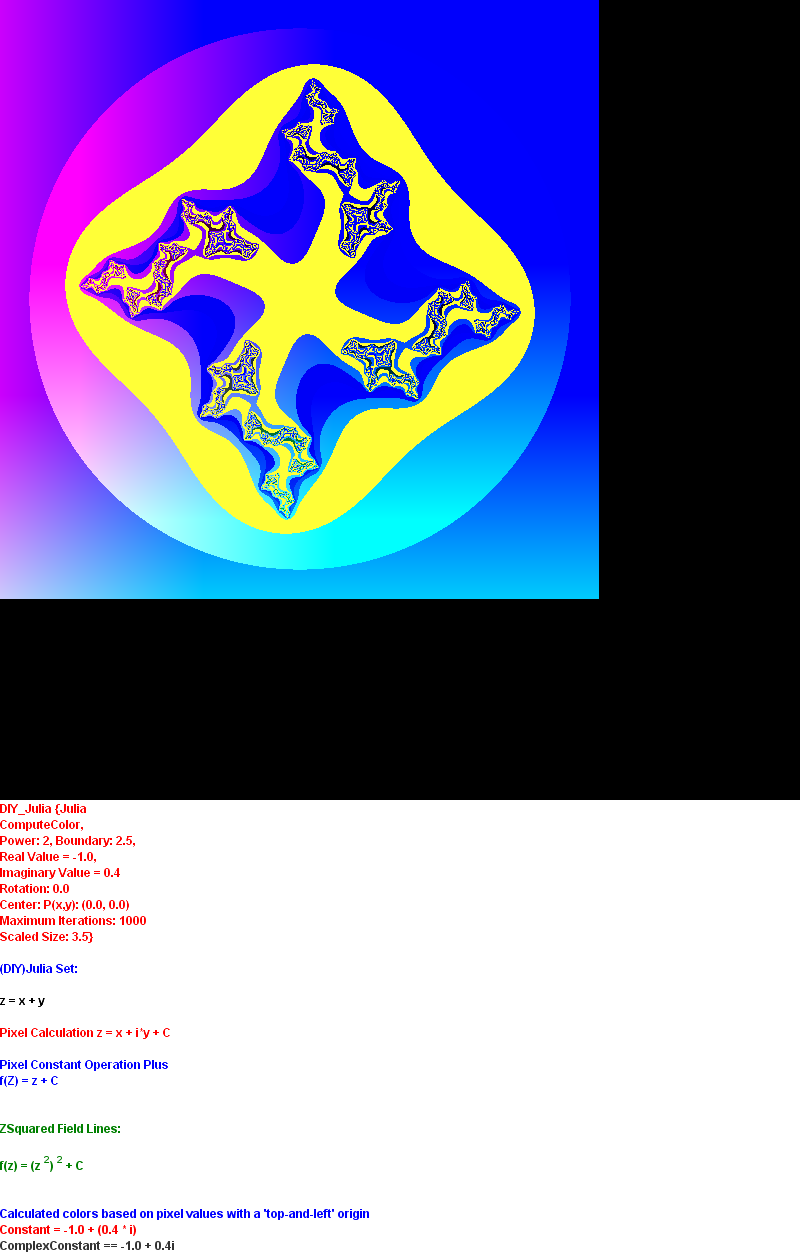 DIY_Julia {Julia
ComputeColor,
Power: 2, Boundary: 2.5,
Real Value = -1.0,
Imaginary Value = 0.4
Rotation: 0.0
Center: P(x,y): (0.0, 0.0)
Maximum Iterations: 1000
Scaled Size: 3.5}
(DIY)Julia Set:
z = x + y
Pixel Calculation z = x + i*y + C
Pixel Constant Operation Plus
f(Z) = z + C
ZSquared Field Lines:
f(z) = (z ²) ² + C
Calculated colors based on pixel values with a 'top-and-left' origin
Constant = -1.0 + (0.4 * i)
ComplexConstant == -1.0 + 0.4i